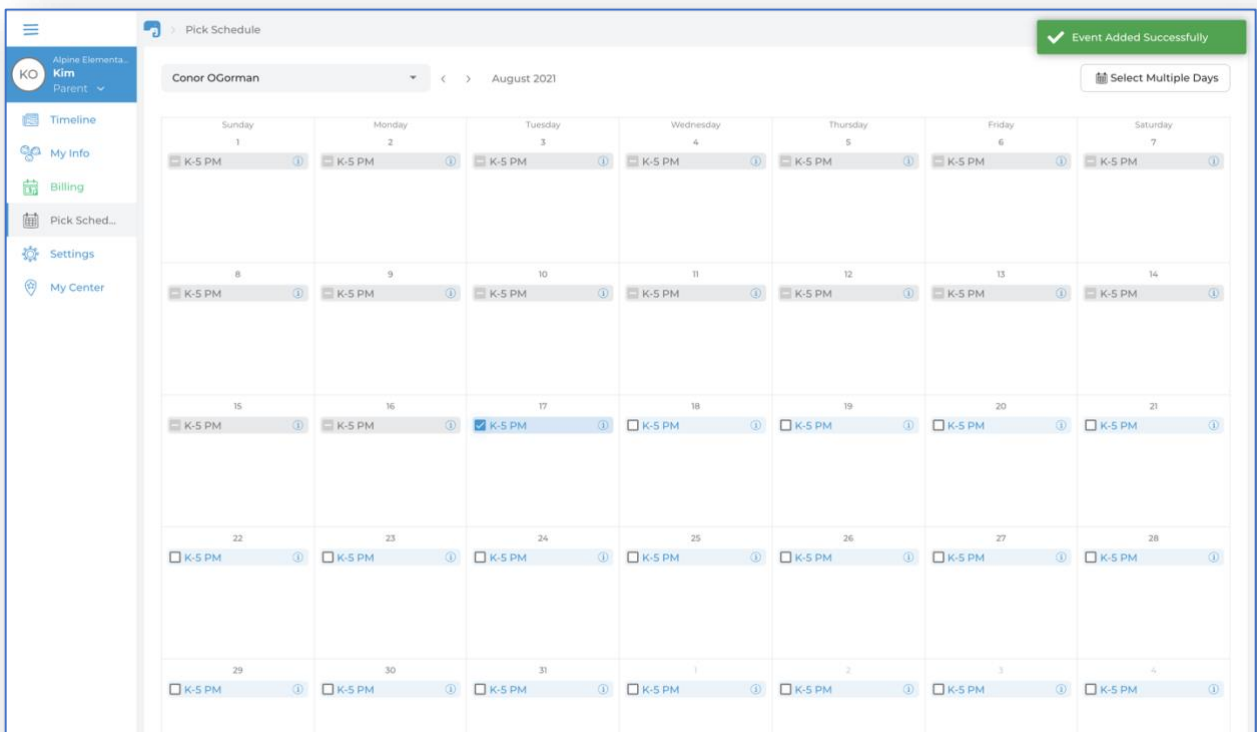 Pick Schedule
Event Added Successfully
KO
Alpine Elementa...
Kim
Parent
Conor OGorman
August 2021
Select Multiple Days
Timeline
My Info
Billing
Pick Sched...
Settings
My Center
Sunday Monday Tuesday Wednesday Thursday Friday Saturday
1 2 3 4 5 6 7
K-5 PM K-5 PM K-5 PM K-5 PM K-5 PM K-5 PM K-5 PM
8 9 10 11 12 13 14
K-5 PM K-5 PM K-5 PM K-5 PM K-5 PM K-5 PM K-5 PM
15 16 17 18 19 20 21
K-5 PM K-5 PM K-5 PM K-5 PM K-5 PM K-5 PM K-5 PM
22 23 24 25 26 27 28
K-5 PM K-5 PM K-5 PM K-5 PM K-5 PM K-5 PM K-5 PM
29 30 31 1 2 3 4
K-5 PM K-5 PM K-5 PM K-5 PM K-5 PM K-5 PM K-5 PM